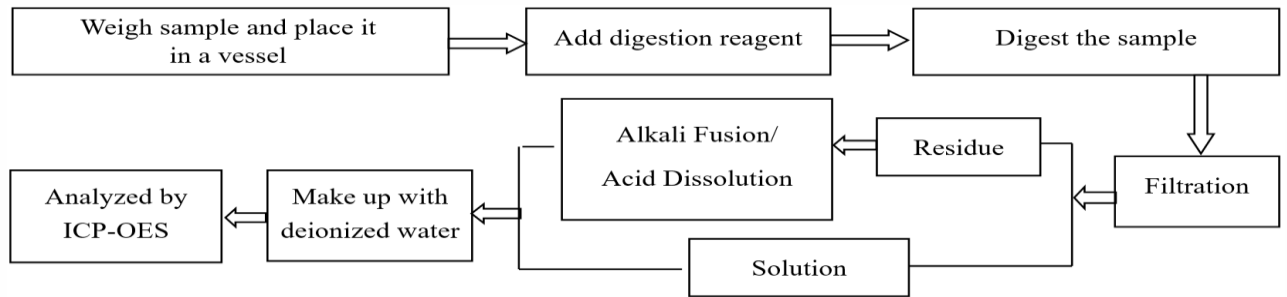 Weigh sample and place it
in a vessel
Add digestion reagent
Digest the sample
Filtration
Residue
Alkali Fusion/
Acid Dissolution
Solution
Make up with
deionized water
Analyzed by
ICP-OES